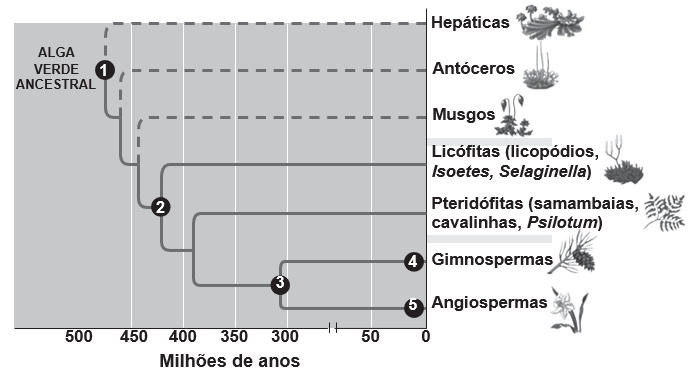 Hepáticas
ALGA
VERDE
ANCESTRAL
1
Antóceros
Musgos
Licófitas (licopódios,
Isoetes, Selaginella)
2
Pteridófitas (samambaias,
cavalinhas, Psilotum)
4
Gimnospermas
3
5
Angiospermas
500 450 400 350 300 50 0
Milhões de anos